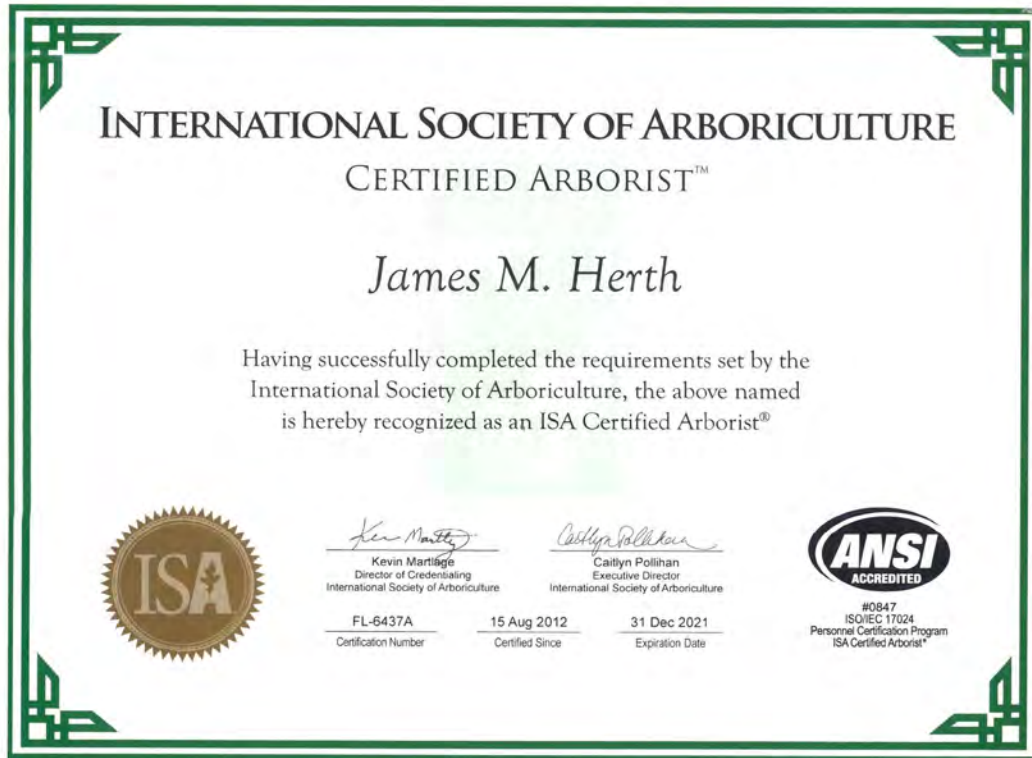 INTERNATIONAL SOCIETY OF ARBORICULTURE
CERTIFIED ARBORIST™
James M. Herth
Having successfully completed the requirements set by the
International Society of Arboriculture, the above named
is hereby recognized as an ISA Certified Arborist®
ISA
Kevin Martlage
Director of Credentialing
International Society of Arboriculture
Caitlyn Pollihan
Executive Director
International Society of Arboriculture
FL-6437A
Certification Number
15 Aug 2012
Certified Since
31 Dec 2021
Expiration Date
ANSI
ACCREDITED
#0847
ISO/IEC 17024
Personnel Certification Program
ISA Certified Arborist®